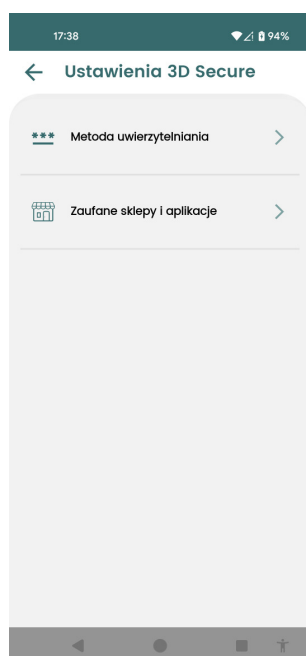 17:38
94%
Ustawienia 3D Secure
Metoda uwierzytelniania
Zaufane sklepy i aplikacje